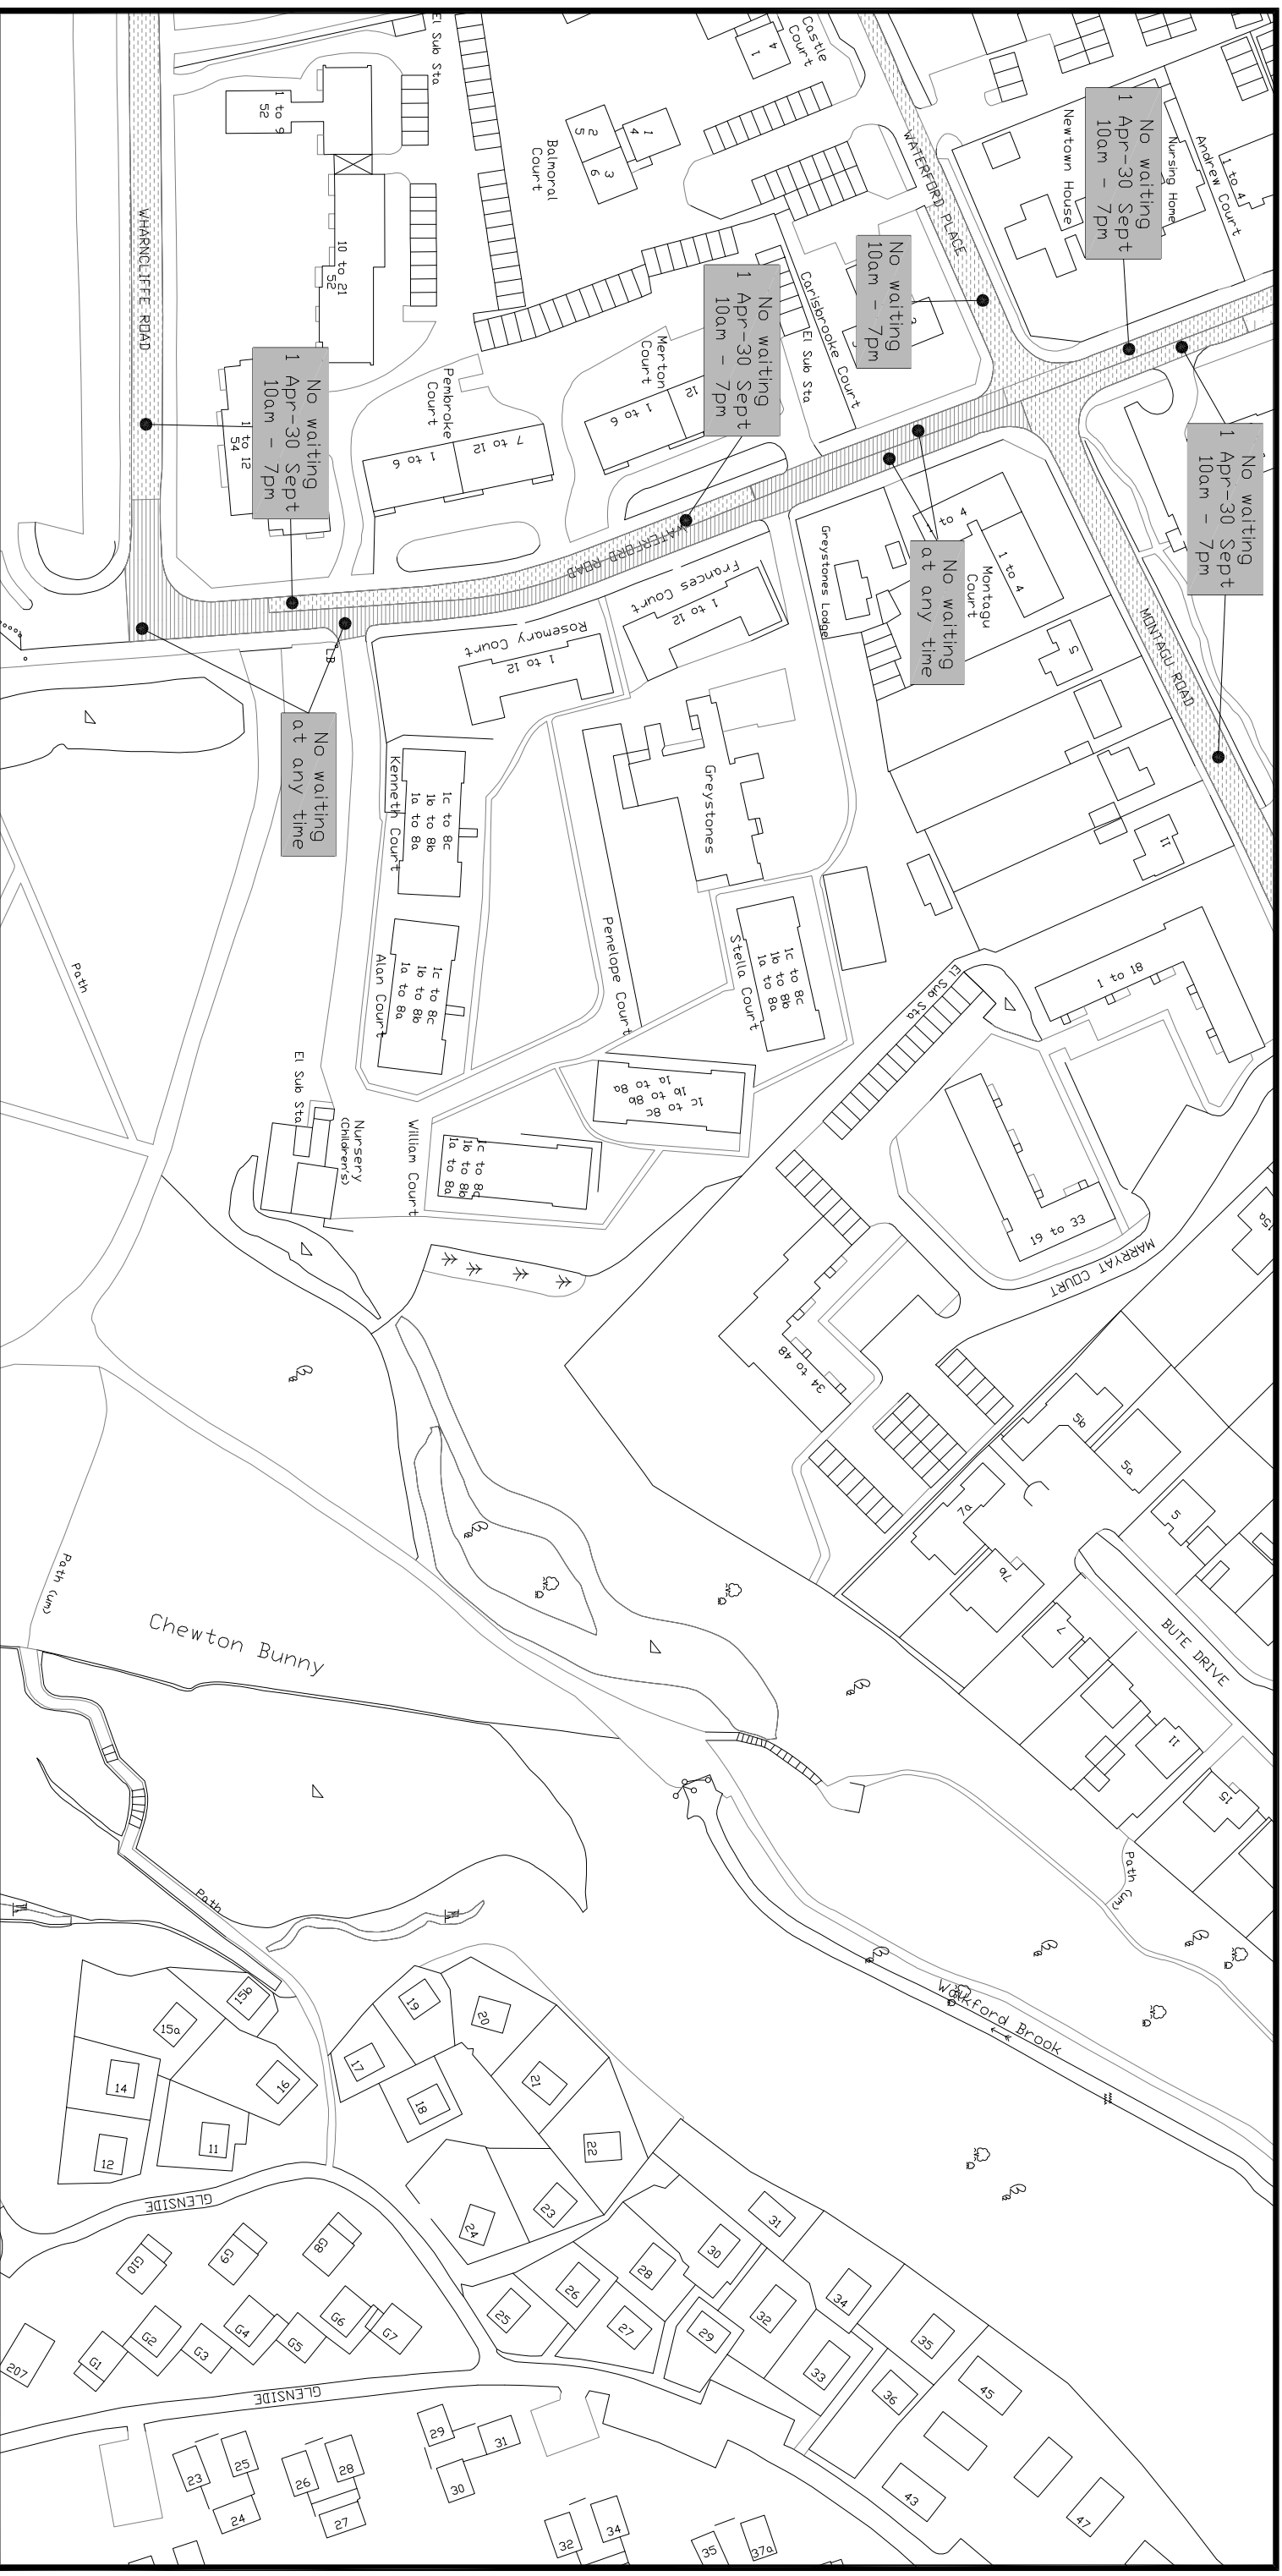 El Sub Sta
Castle
Court
4
1
1 to 9
52
Balmoral
Court
1
4
2
5
3
6
WATERFORD PLACE
Newtown House
No waiting
1 Apr-30 Sept
10am - 7pm
Nursing Home
Andrew Court
1 to 4
WHARNCLIFFE ROAD
10 to 21
52
No waiting
10am - 7pm
Carisbrooke Court
El Sub Sta
No waiting
1 Apr-30 Sept
10am - 7pm
Merton
Court
1 to 6
12
Pembroke
Court
1 to 6
7 to 12
No waiting
1 Apr-30 Sept
10am - 7pm
1 to 12
54
No waiting
1 Apr-30 Sept
10am - 7pm
WATERFORD ROAD
Greystones Lodge
1 to 4
Montagu
Court
1 to 4
No waiting
at any time
MONTAGU ROAD
5
11
Frances Court
1 to 12
Rosemary Court
1 to 12
LB
No waiting
at any time
Greystones
Kenneth Court
1c to 8c
1b to 8b
1a to 8a
Alan Court
1c to 8c
1b to 8b
1a to 8a
Penelope Court
Stella Court
1c to 8c
1b to 8b
1a to 8a
El Sub Sta
1 to 18
Path
El Sub Sta
Nursery
(Children's)
William Court
1c to 8c
1b to 8b
1a to 8a
1c to 8c
1b to 8b
1a to 8a
19 to 33
MARRYAT COURT
15a
34 to 48
5b
5a
5
7a
7b
7
BUTE DRIVE
11
15
Path (um)
Chewton Bunny
Path (um)
Path
Walkford Brook
15b
15a
14
12
16
11
19
20
17
18
21
22
23
24
GLENSIDE
31
30
28
26
25
27
29
32
34
33
35
36
45
43
47
G10
G9
G8
G1
G2
G3
G4
G5
G6
G7
207
GLENSIDE
23
25
24
26
28
27
29
31
30
32
34
35
37a